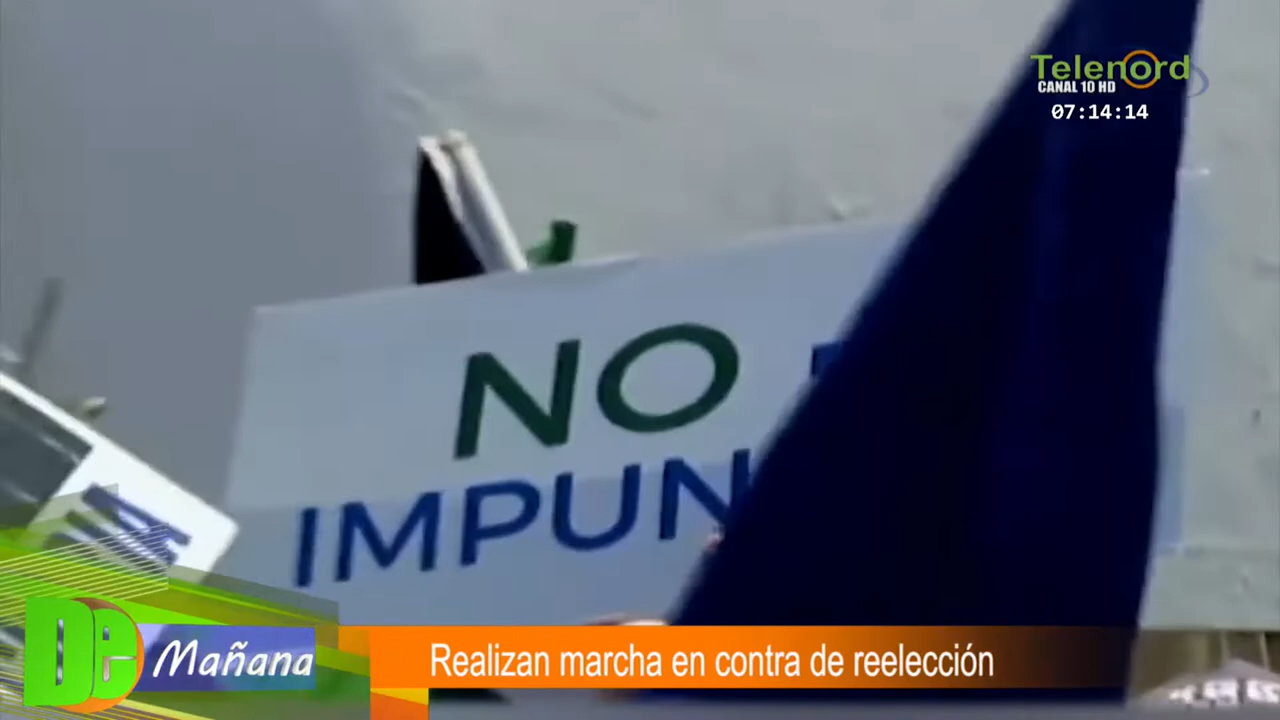 Telenord
CANAL 10 HD
07:14:14
NO
IMPUN
De
Mañana
Realizan marcha en contra de reelección